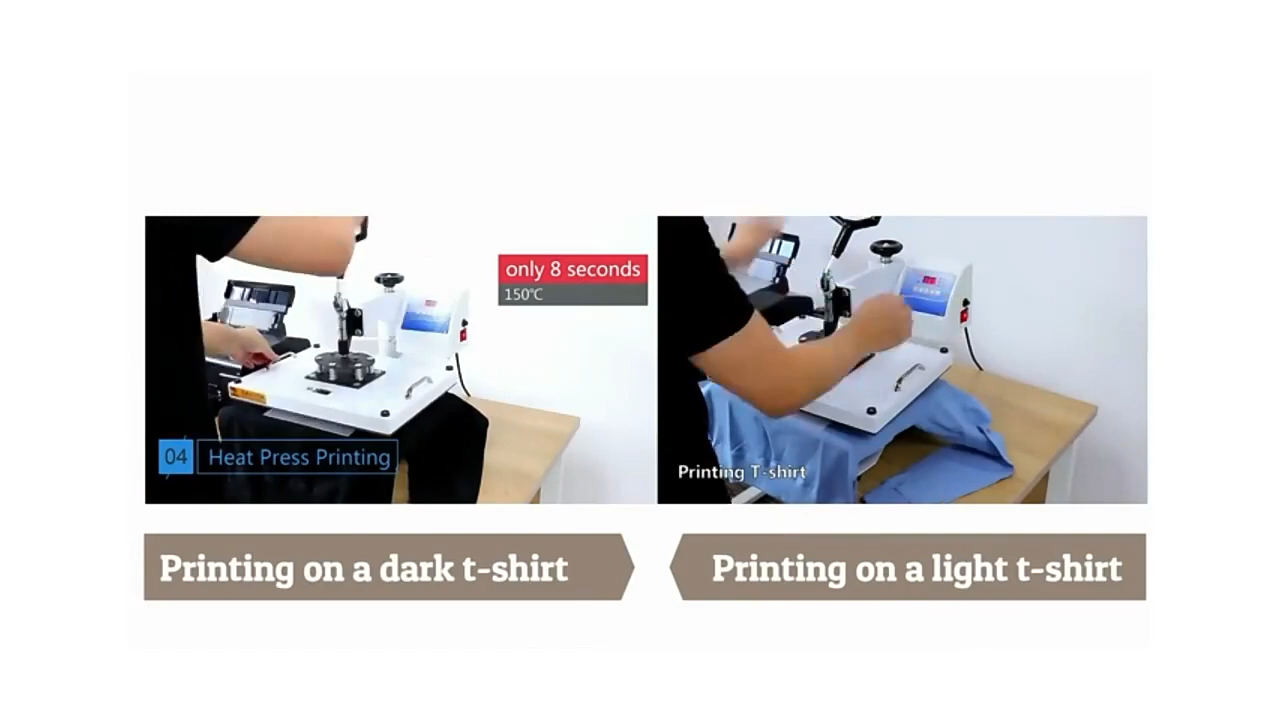 only 8 seconds
150℃
04 Heat Press Printing
Printing T-shirt
Printing on a dark t-shirt
Printing on a light t-shirt